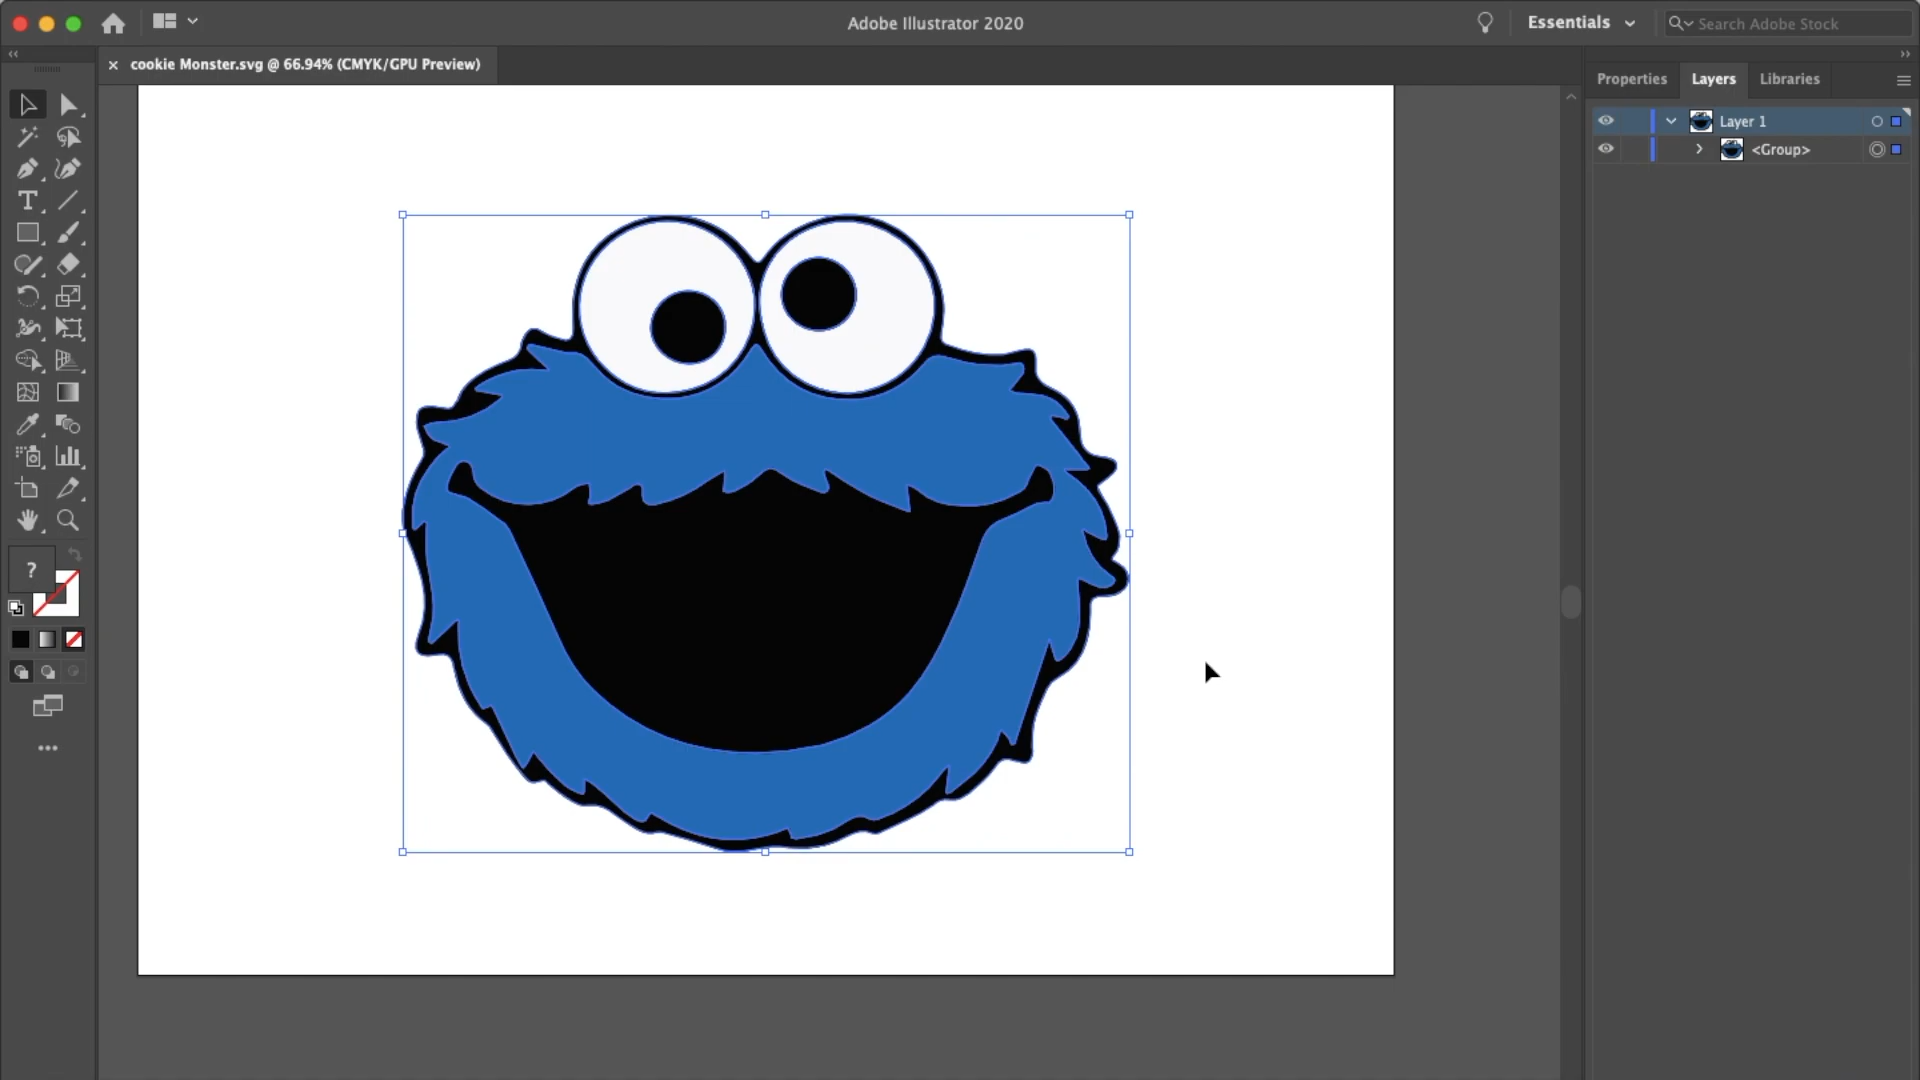 Adobe Illustrator 2020
Essentials
Search Adobe Stock
cookie Monster.svg @ 66.94% (CMYK/GPU Preview)
Properties
Layers
Libraries
Layer 1
<Group>
T
?